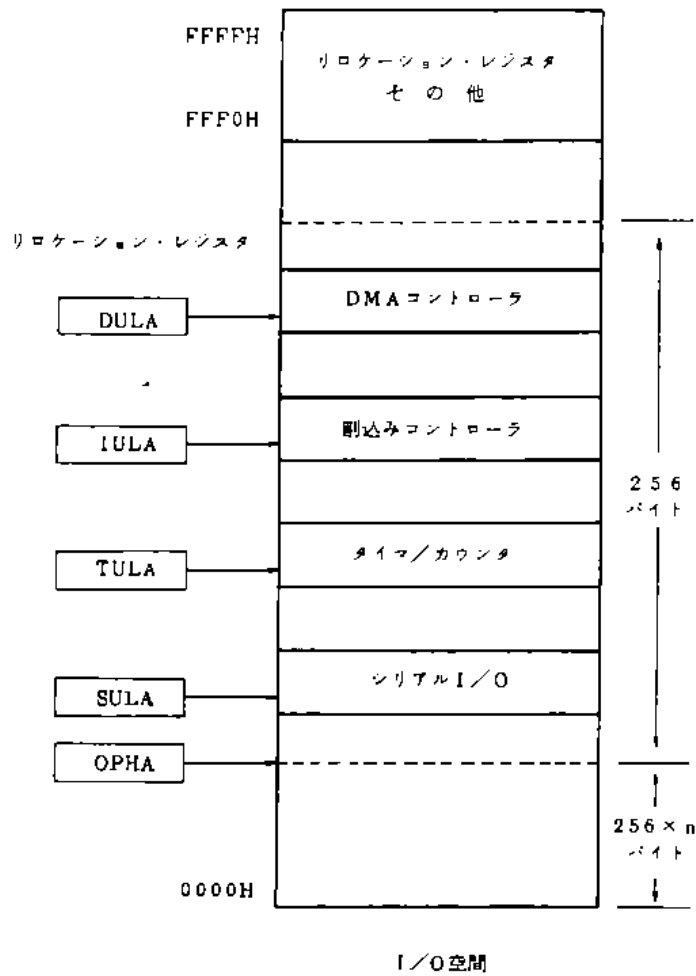 FFFFH
リロケーション・レジスタ
その他
FFF0H
リロケーション・レジスタ
DMAコントローラ
DULA
割込みコントローラ
IULA
256
バイト
タイマ/カウンタ
TULA
シリアルI/O
SULA
OPHA
256×n
バイト
0000H
I/O空間